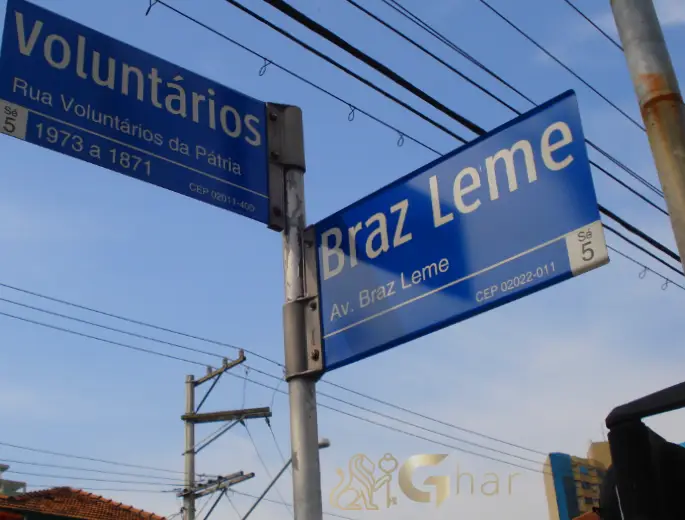 Voluntários
Rua Voluntários da Pátria
Sé
5
1973 a 1871
CEP 02011-400
Braz Leme
Av. Braz Leme
CEP 02022-011
Sé
5
Ghar